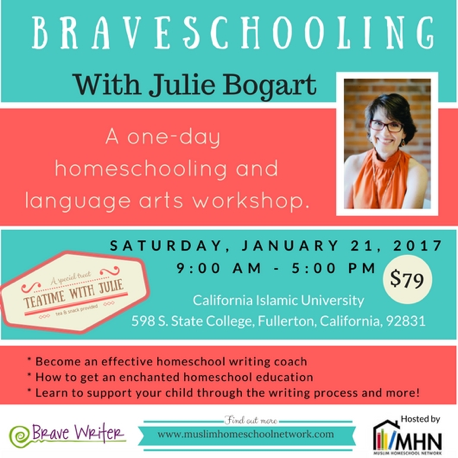 BRAVESCHOOLING
With Julie Bogart
A one-day
homeschooling and
language arts workshop.
SATURDAY, JANUARY 21, 2017
9:00 AM - 5:00 PM
$79
A special treat
TEATIME WITH JULIE
tea & snack provided
California Islamic University
598 S. State College, Fullerton, California, 92831
* Become an effective homeschool writing coach
* How to get an enchanted homeschool education
* Learn to support your child through the writing process and more!
Brave Writer
Find out more
www.muslimhomeschoolnetwork.com
Hosted by
MHN
MUSLIM HOMESCHOOL NETWORK